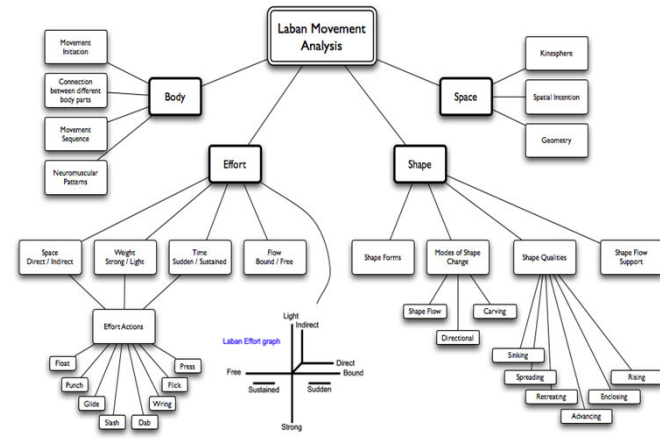 Laban Movement
Analysis
Movement
Initiation
Connection
between different
body parts
Movement
Sequence
Neuromuscular
Patterns
Body
Space
Kinesphere
Spatial Intention
Geometry
Effort
Shape
Space
Direct / Indirect
Weight
Strong / Light
Time
Sudden / Sustained
Flow
Bound / Free
Shape Forms
Modes of Shape
Change
Shape Qualities
Shape Flow
Support
Effort Actions
Float
Punch
Glide
Slash
Dab
Wring
Flick
Press
Laban Effort graph
Light
Indirect
Direct
Free
Bound
Sustained
Sudden
Strong
Shape Flow
Directional
Carving
Sinking
Spreading
Retreating
Advancing
Enclosing
Rising